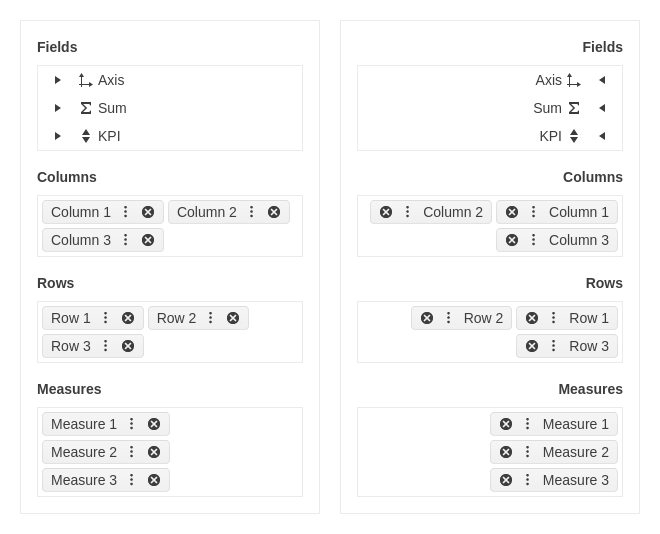 Fields
Axis
Sum
KPI
Columns
Column 1 Column 2
Column 3
Rows
Row 1 Row 2
Row 3
Measures
Measure 1
Measure 2
Measure 3
Fields
Axis
Sum
KPI
Columns
Column 2 Column 1
Column 3
Rows
Row 2 Row 1
Row 3
Measures
Measure 1
Measure 2
Measure 3